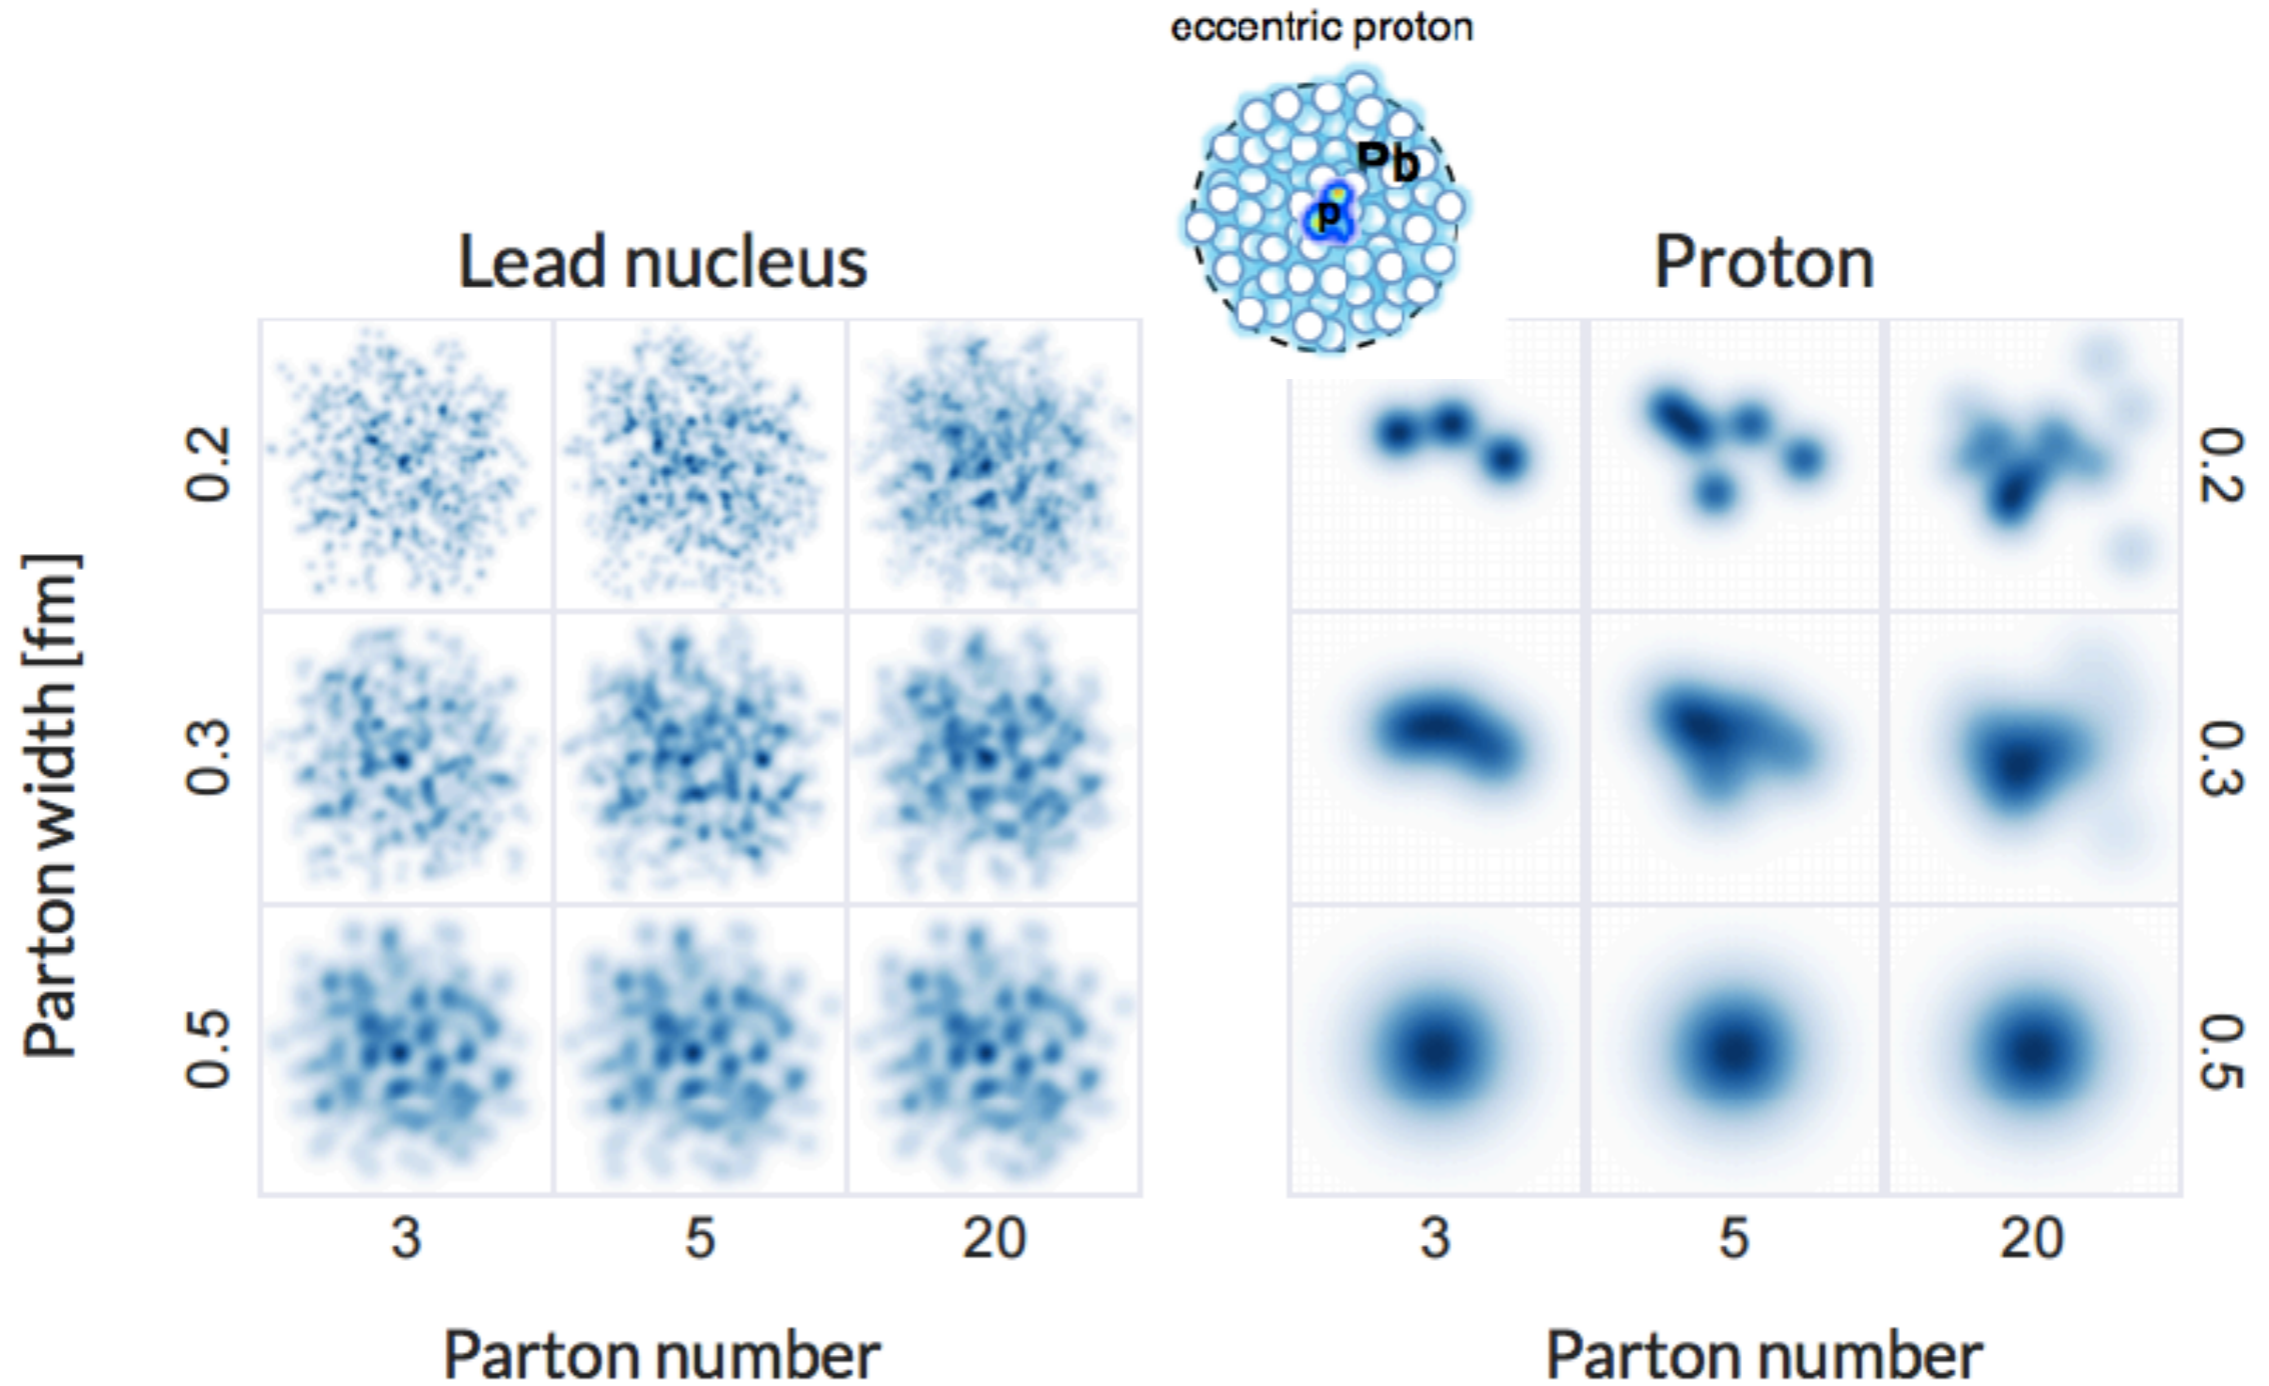 eccentric proton
Pb
p
Lead nucleus
Proton
Parton width [fm]
0.2
0.3
0.5
0.2
0.3
0.5
3 5 20
3 5 20
Parton number
Parton number